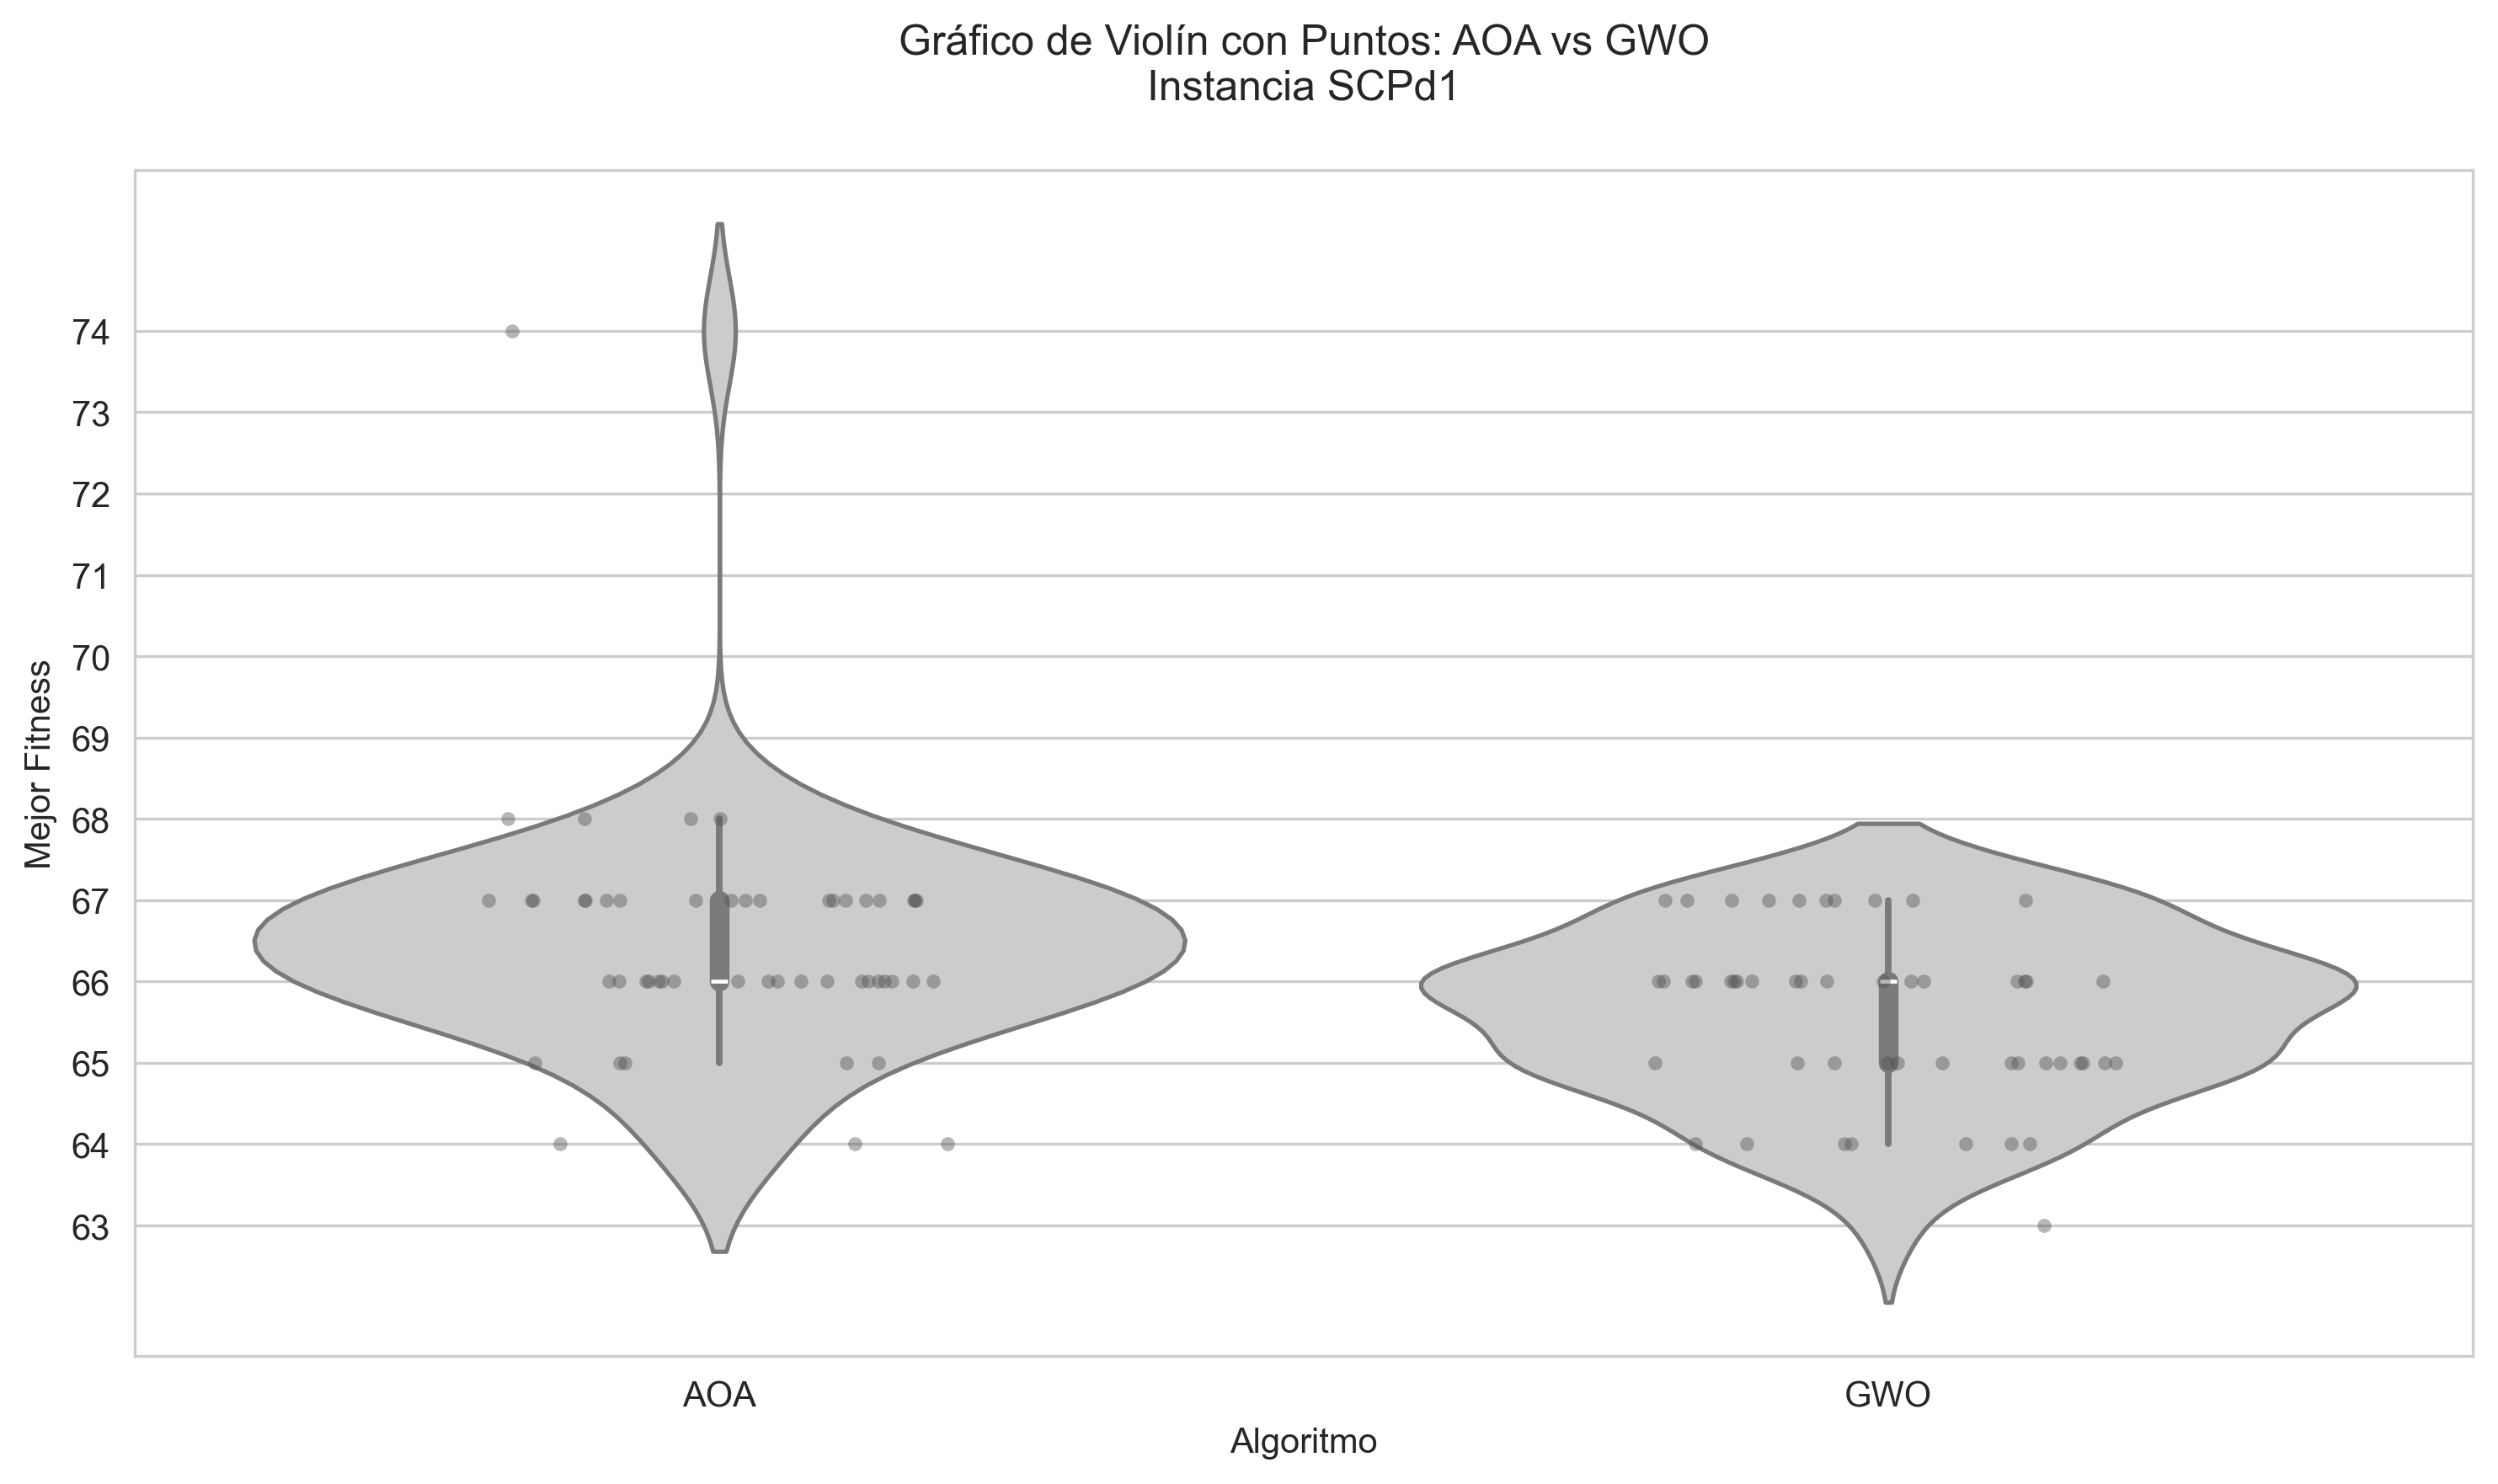 Gráfico de Violín con Puntos: AOA vs GWO
Instancia SCPd1
Mejor Fitness
74
73
72
71
70
69
68
67
66
65
64
63
AOA
GWO
Algoritmo